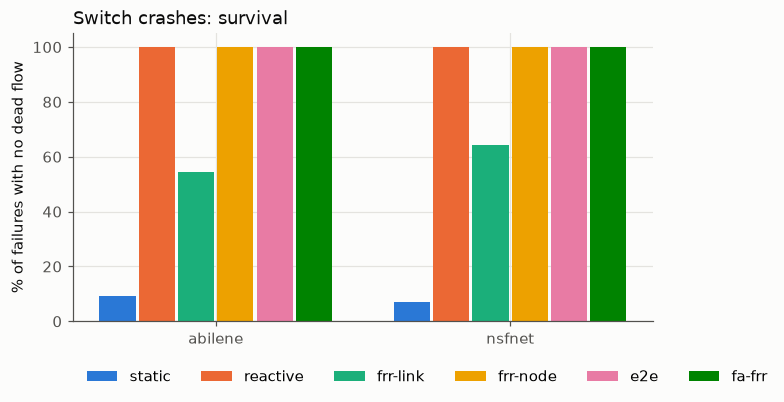 Switch crashes: survival
% of failures with no dead flow
100
80
60
40
20
0
abilene nsfnet
static reactive frr-link frr-node e2e fa-frr